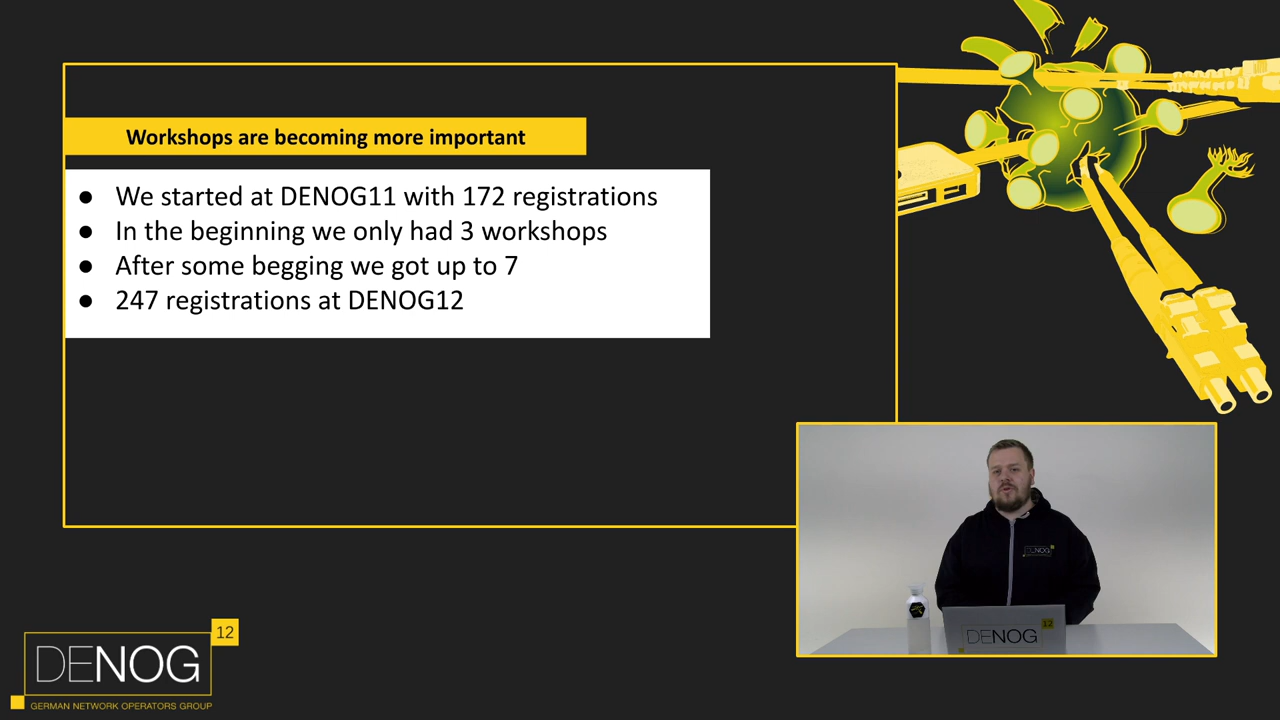 Workshops are becoming more important
● We started at DENOG11 with 172 registrations
● In the beginning we only had 3 workshops
● After some begging we got up to 7
● 247 registrations at DENOG12
DENOG
12
DENOG
12
DENOG
GERMAN NETWORK OPERATORS GROUP